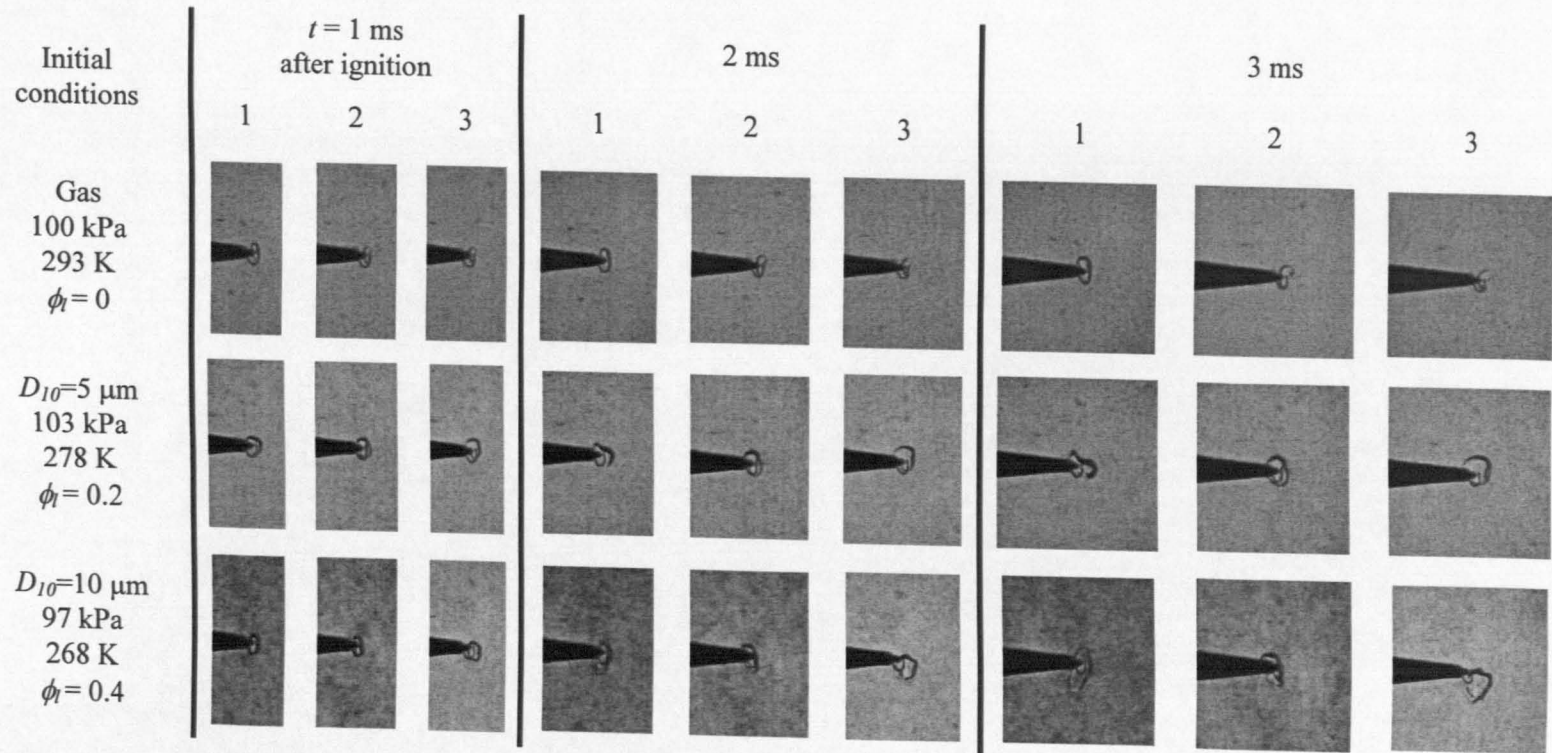 Initial
conditions
t = 1 ms
after ignition
2 ms
3 ms
1 2 3 1 2 3 1 2 3
Gas
100 kPa
293 K
ϕl = 0
D10=5 μm
103 kPa
278 K
ϕl = 0.2
D10=10 μm
97 kPa
268 K
ϕl = 0.4